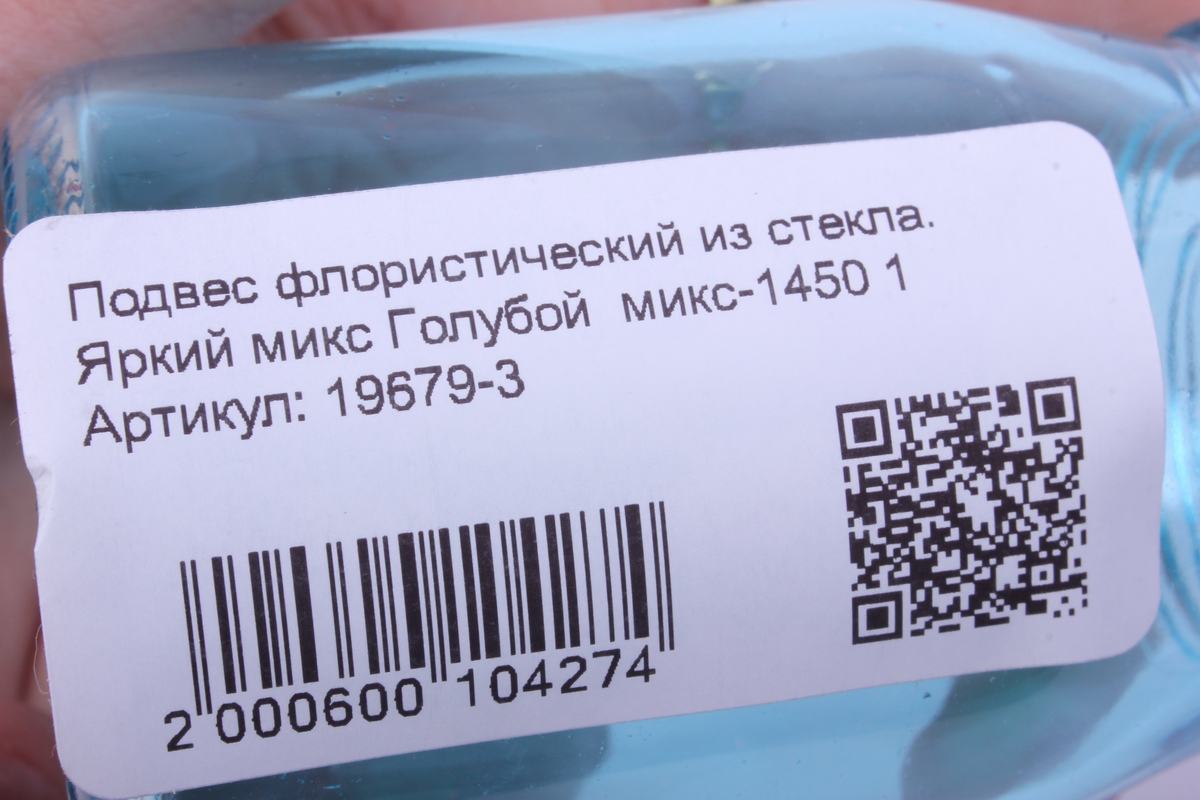 Подвес флористический из стекла.
Яркий микс Голубой  микс-1450 1
Артикул: 19679-3
2 000600 104274